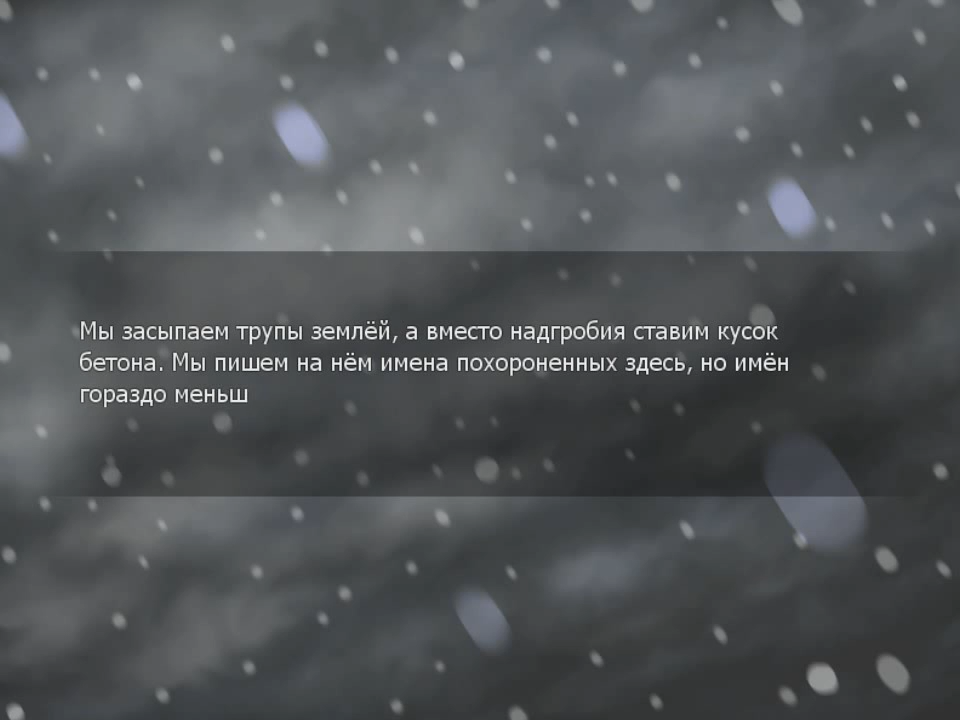 Мы засыпаем трупы землёй, а вместо надгробия ставим кусок
бетона. Мы пишем на нём имена похороненных здесь, но имён
гораздо меньш